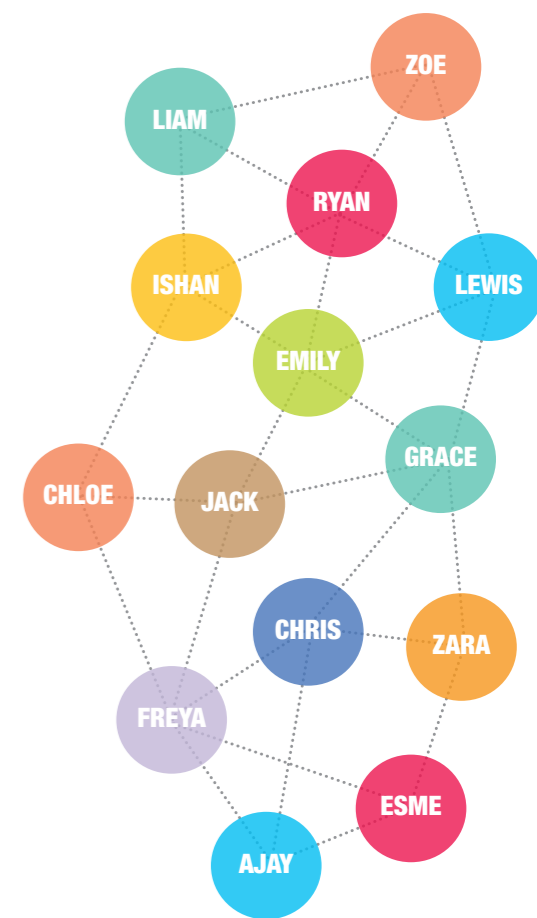 ZOE
LIAM
RYAN
ISHAN
LEWIS
EMILY
GRACE
CHLOE
JACK
CHRIS
ZARA
FREYA
ESME
AJAY